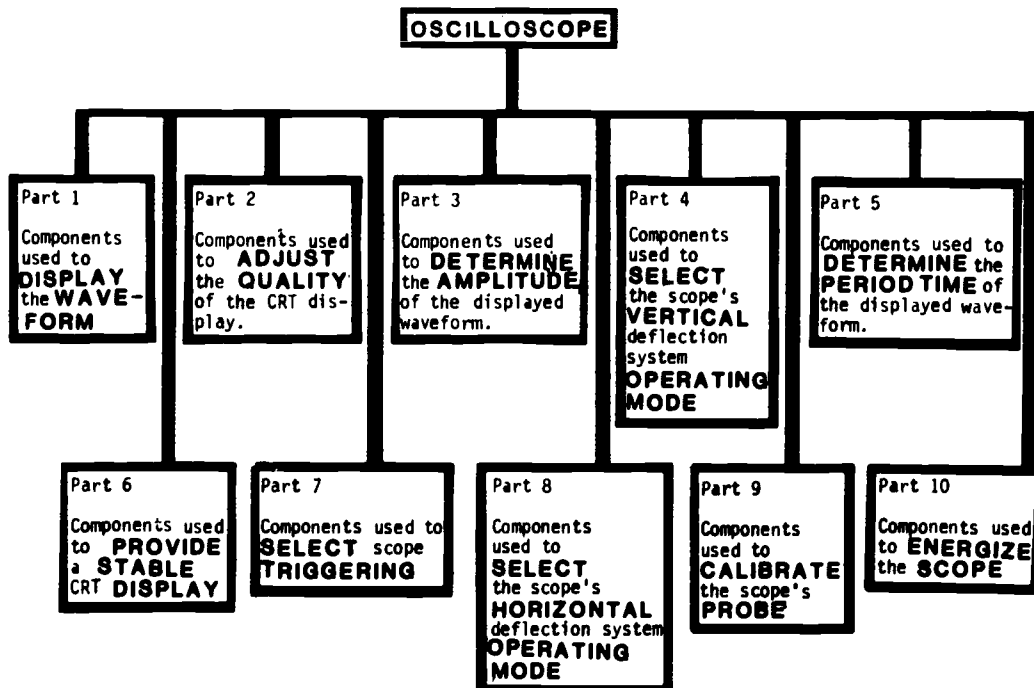 OSCILLOSCOPE
Part 1
Components
used to
DISPLAY
the WAVE-
FORM
Part 2
Components used
to ADJUST
the QUALITY
of the CRT dis-
play.
Part 3
Components used
to DETERMINE
the AMPLITUDE
of the displayed
waveform.
Part 4
Components
used to
SELECT
the scope's
VERTICAL
deflection
system
OPERATING
MODE
Part 5
Components used to
DETERMINE the
PERIOD TIME of
the displayed wave-
form.
Part 6
Components used
to PROVIDE
a STABLE
CRT DISPLAY
Part 7
Components used to
SELECT scope
TRIGGERING
Part 8
Components
used to
SELECT
the scope's
HORIZONTAL
deflection system
OPERATING
MODE
Part 9
Components
used to
CALIBRATE
the scope's
PROBE
Part 10
Components used
to ENERGIZE
the SCOPE